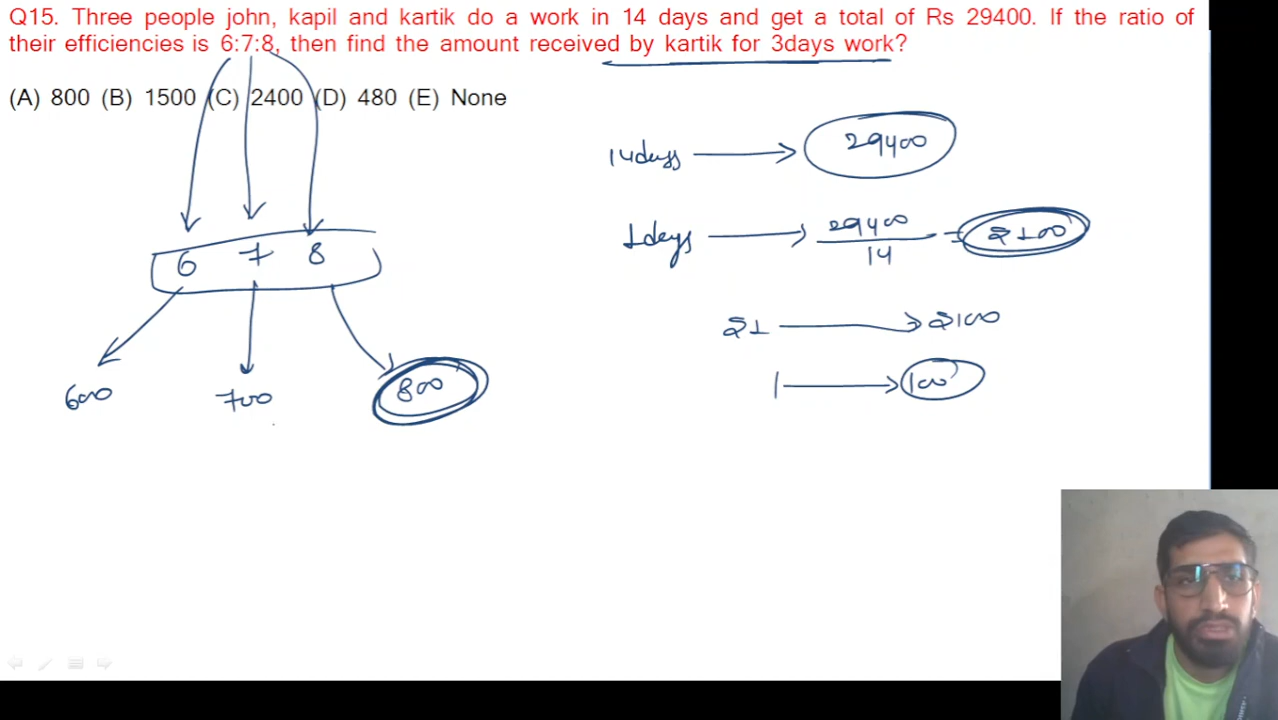 Q15. Three people john, kapil and kartik do a work in 14 days and get a total of Rs 29400. If the ratio of
their efficiencies is 6:7:8, then find the amount received by kartik for 3days work?
(A) 800 (B) 1500 (C) 2400 (D) 480 (E) None
14days → 29400
1days → 29400/14 = 2100
6 7 8
21 → 2100
1 → 100
600 700 800